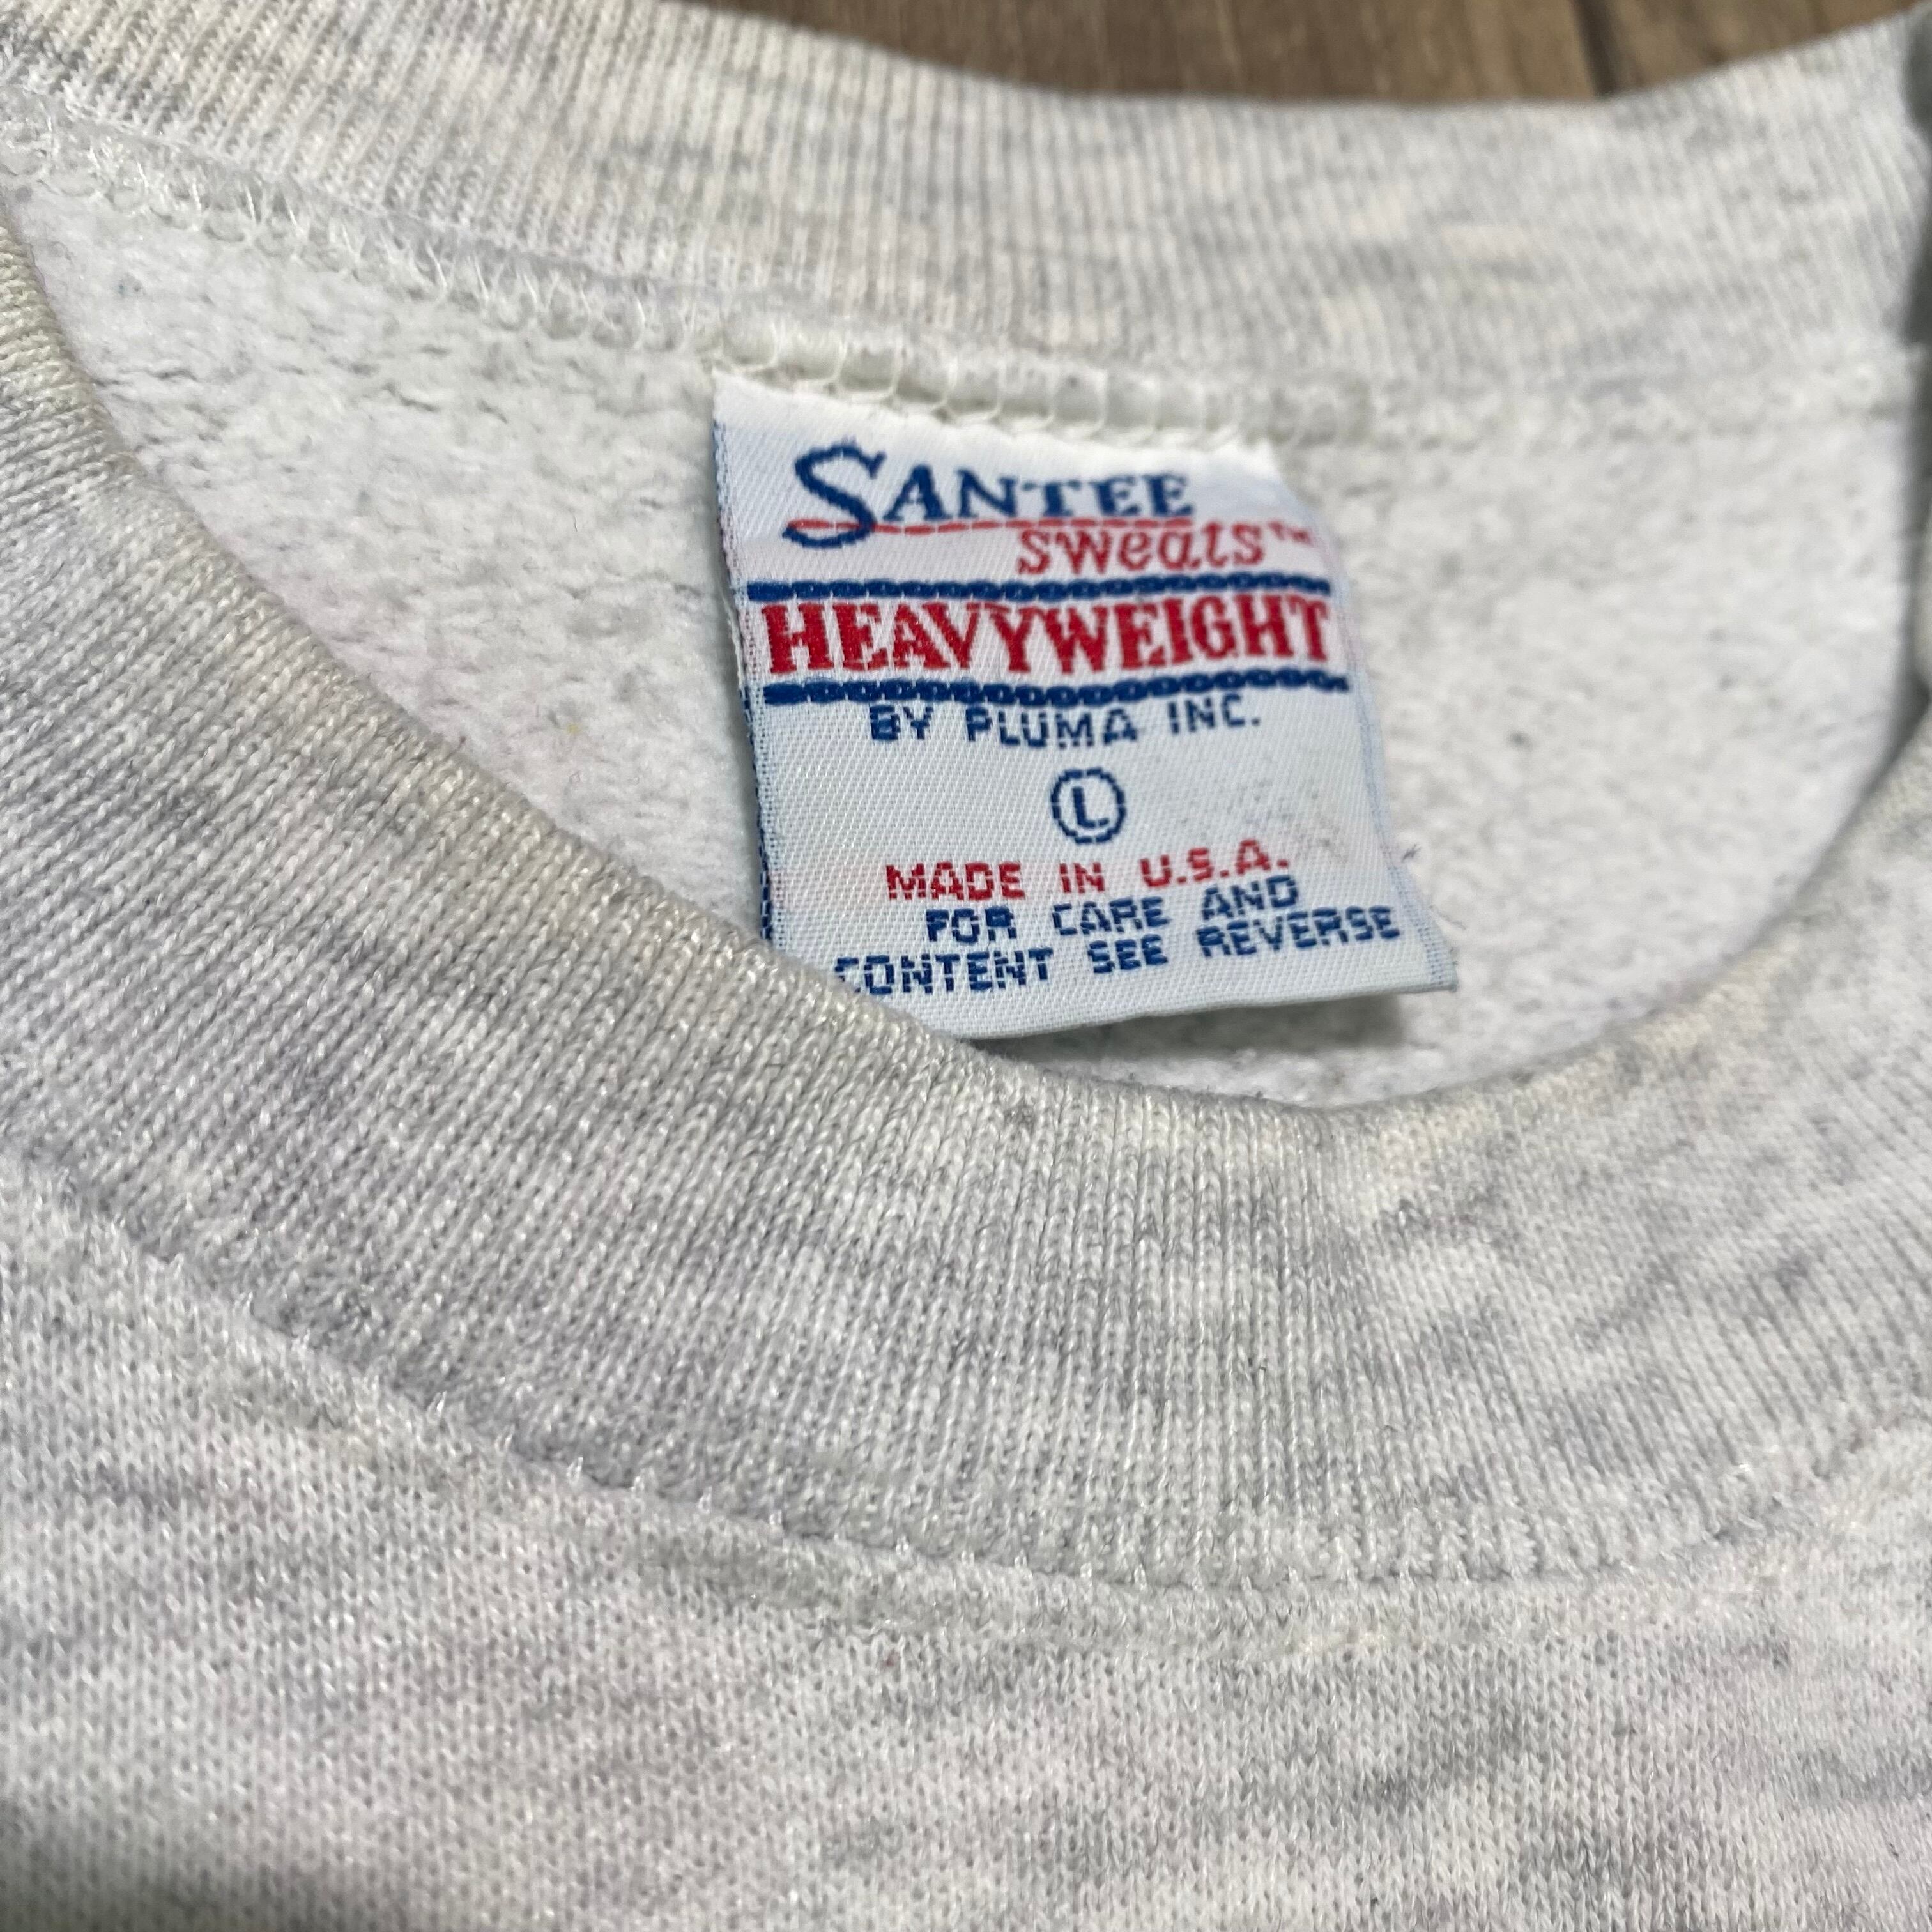 SANTEE
sweats™
HEAVYWEIGHT
BY PLUMA INC.
L
MADE IN U.S.A.
FOR CARE AND
CONTENT SEE REVERSE